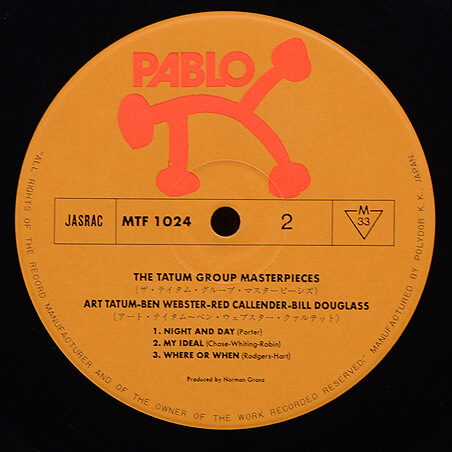 PABLO
JASRAC
MTF 1024
2
M
33
THE TATUM GROUP MASTERPIECES
(ザ・テイタム・グループ・マスターピーシズ)
ART TATUM-BEN WEBSTER-RED CALLENDER-BILL DOUGLASS
(アート・テイタム〜ベン・ウェブスター・クァルテット)
1. NIGHT AND DAY (Porter)
2. MY IDEAL (Chase-Whiting-Robin)
3. WHERE OR WHEN (Rodgers-Hart)
Produced by Norman Granz
"ALL RIGHTS OF THE RECORD MANUFACTURER AND OF THE OWNER OF THE WORK RECORDED RESERVED" MANUFACTURED BY POLYDOR K.K., JAPAN.